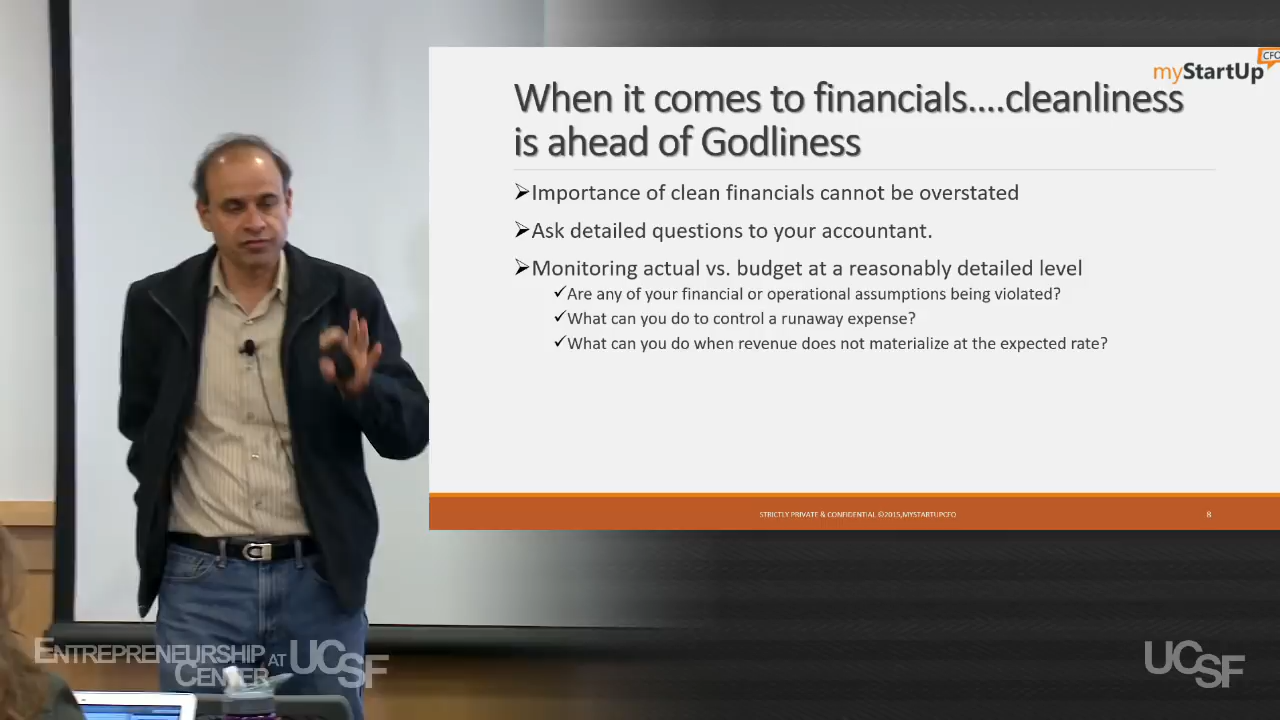 CFO
myStartUp
When it comes to financials....cleanliness
is ahead of Godliness
➢Importance of clean financials cannot be overstated
➢Ask detailed questions to your accountant.
➢Monitoring actual vs. budget at a reasonably detailed level
✓Are any of your financial or operational assumptions being violated?
✓What can you do to control a runaway expense?
✓What can you do when revenue does not materialize at the expected rate?
STRICTLY PRIVATE & CONFIDENTIAL ©2015,MYSTARTUPCFO
8
ENTREPRENEURSHIP AT UCSF
CENTER
UCSF